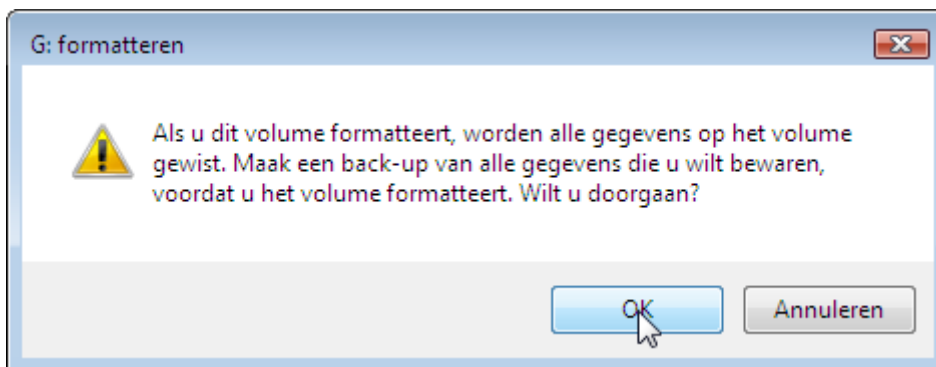 G: formatteren
Als u dit volume formatteert, worden alle gegevens op het volume
gewist. Maak een back-up van alle gegevens die u wilt bewaren,
voordat u het volume formatteert. Wilt u doorgaan?
OK
Annuleren